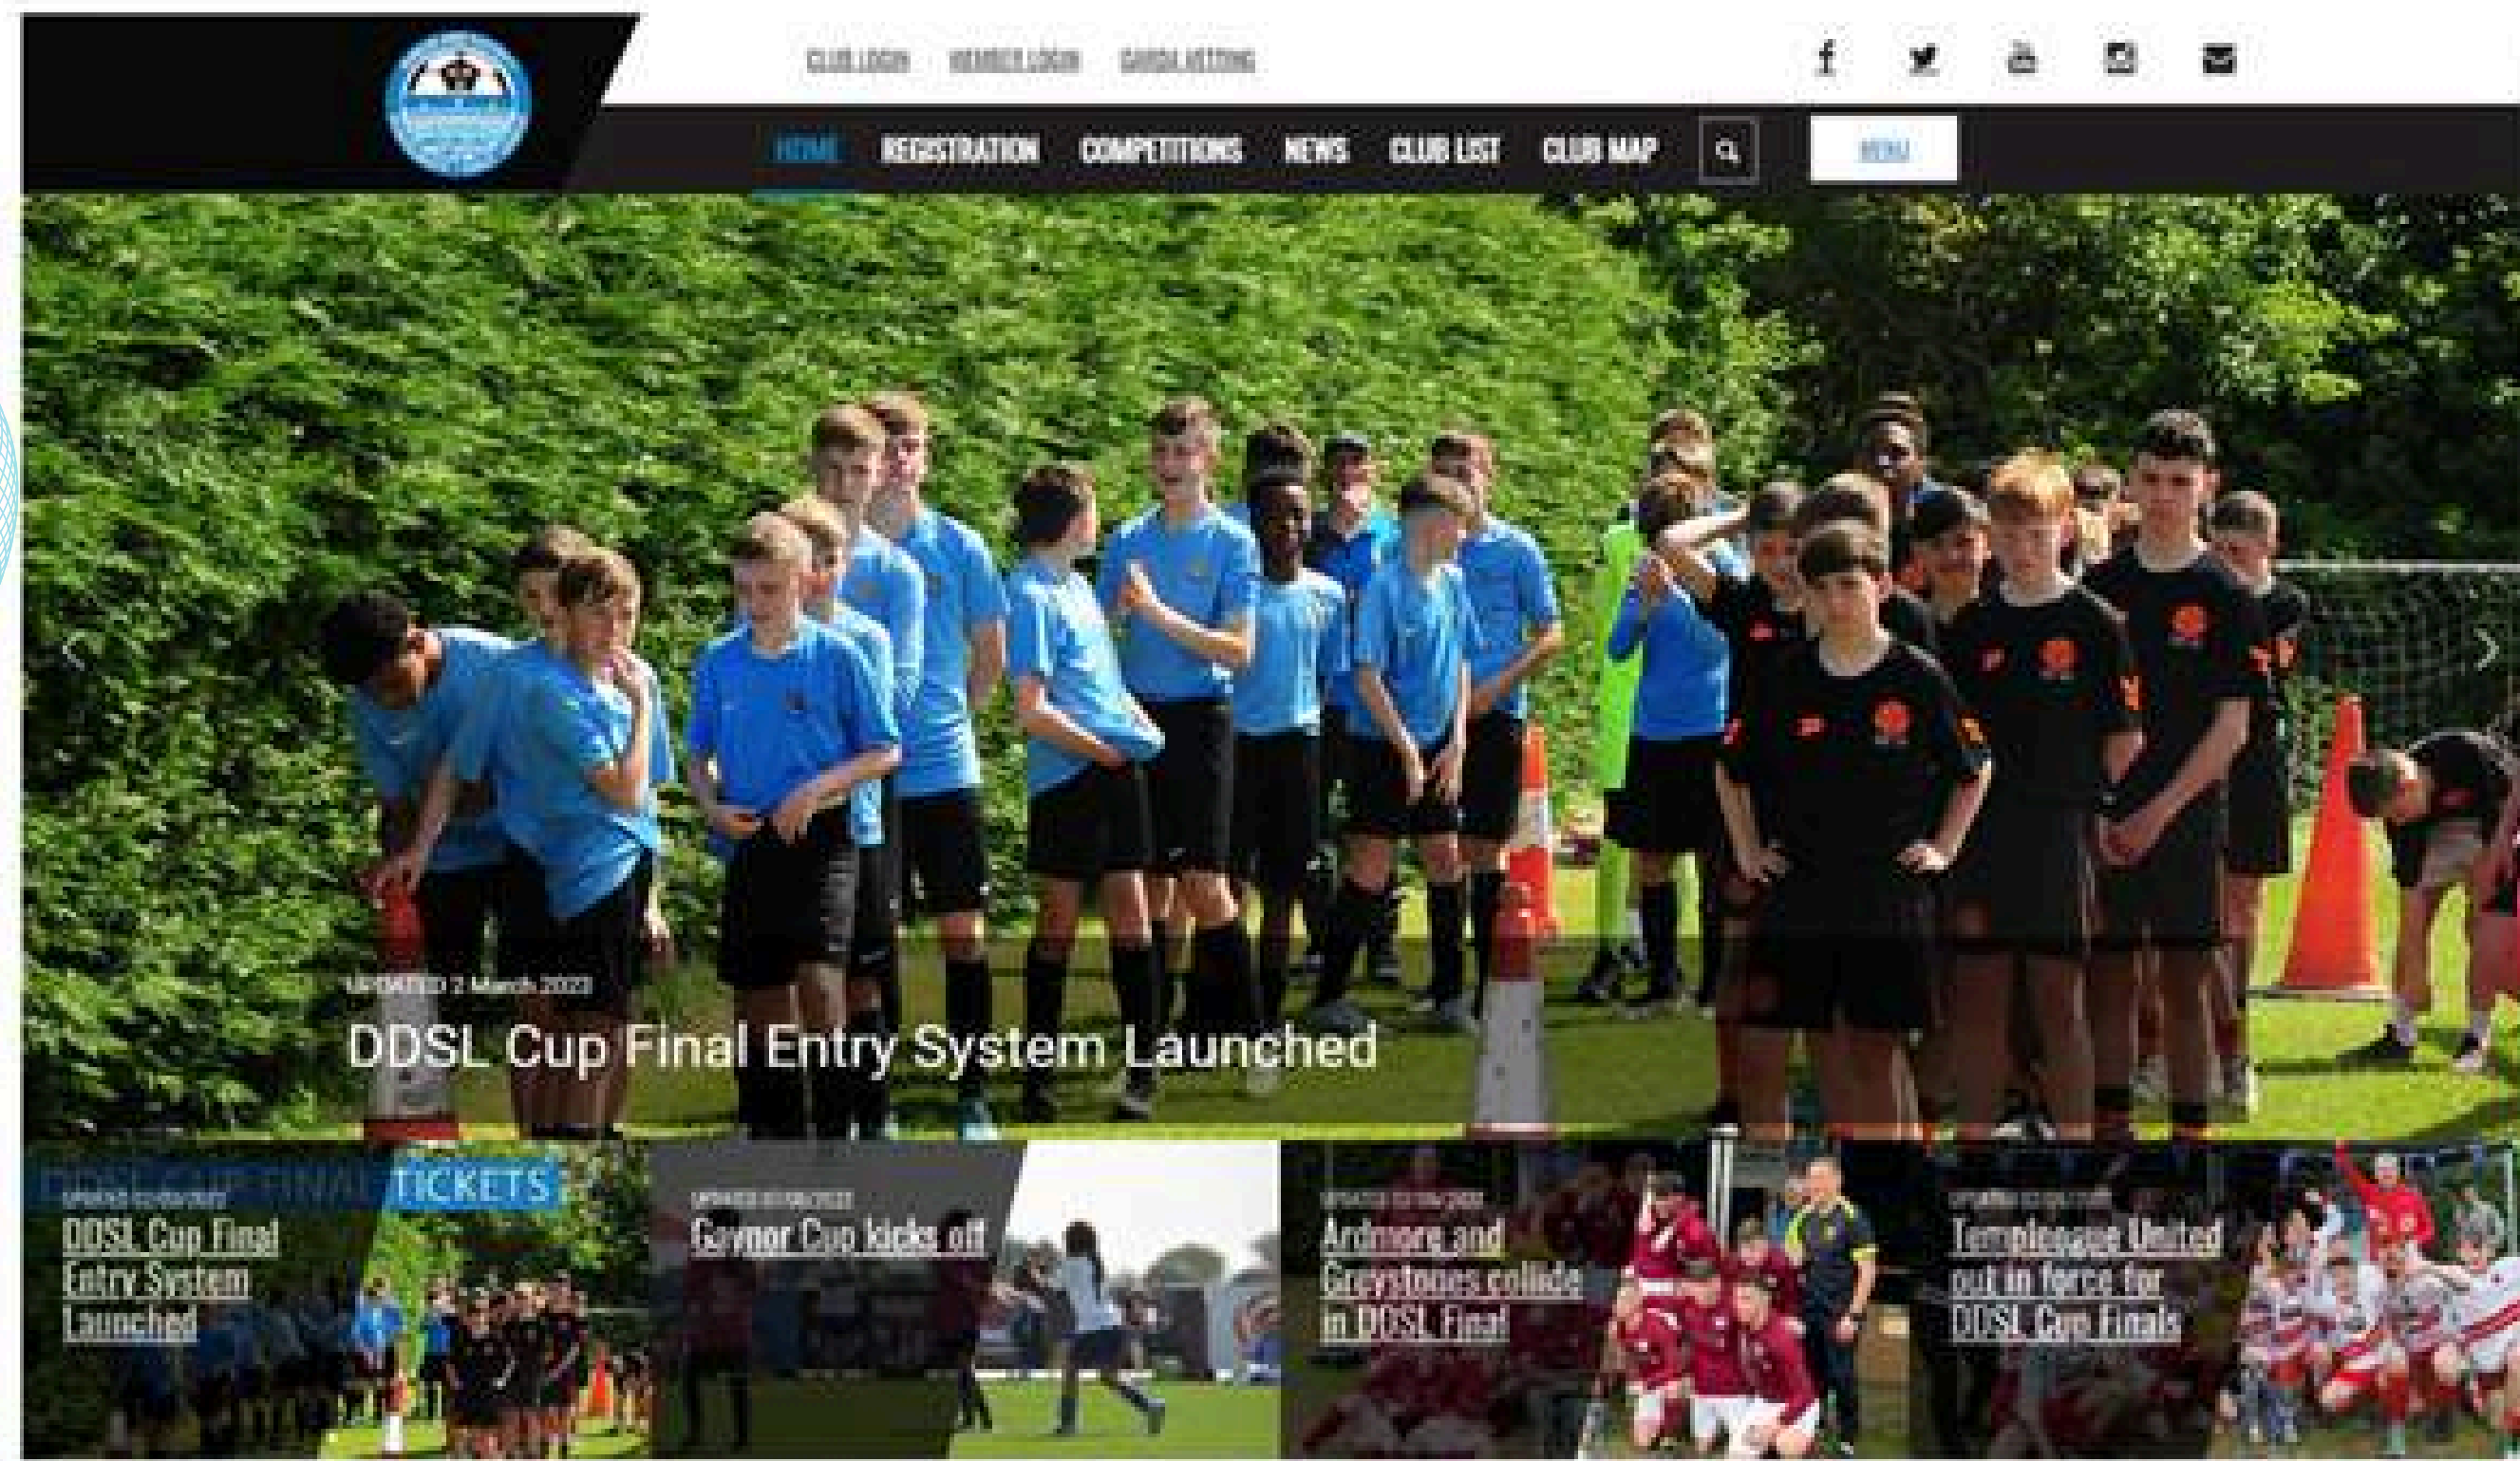 CLUB LOGIN MEMBER LOGIN GARDA VETTING
HOME REGISTRATION COMPETITIONS NEWS CLUB LIST CLUB MAP MENU
UPDATED 2 March 2022
DDSL Cup Final Entry System Launched
FINAL TICKETS
DDSL Cup Final
Entry System
Launched
Gaynor Cup kicks off
Ardmore and
Greystones collide
in DDSL Final
Templeogue United
out in force for
DDSL Cup Finals